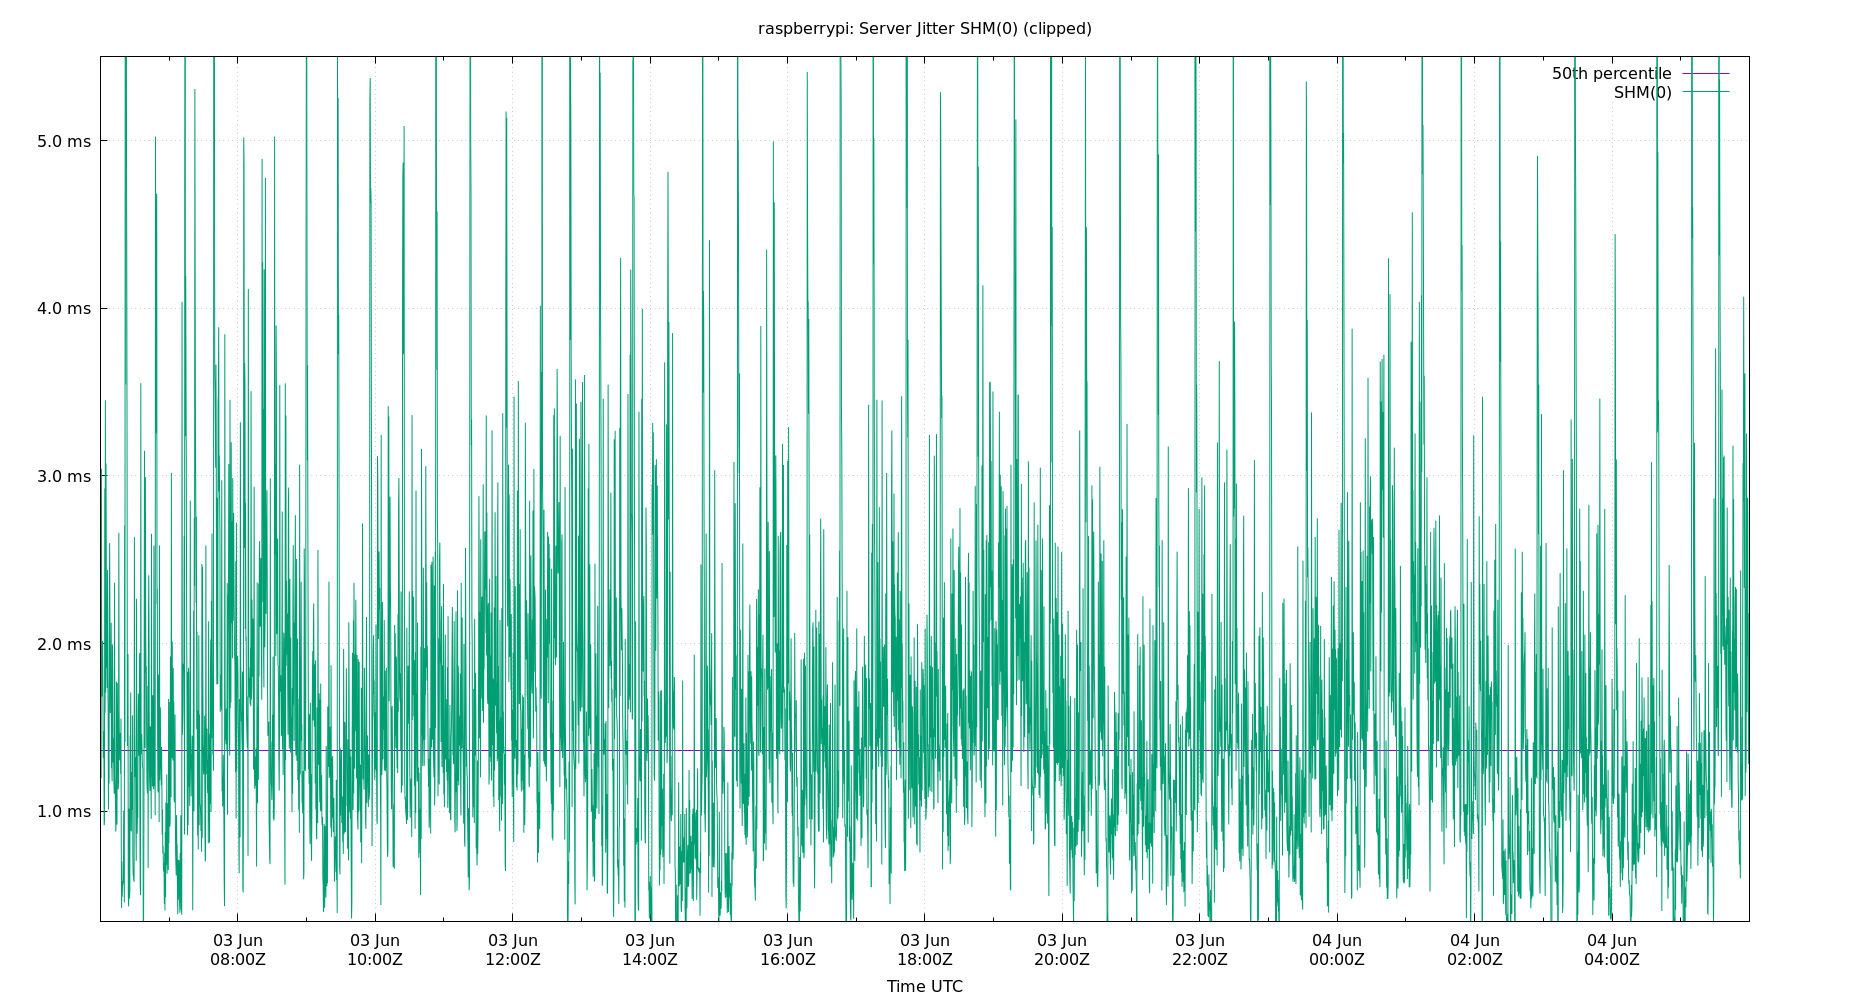 raspberrypi: Server Jitter SHM(0) (clipped)
50th percentile
SHM(0)
5.0 ms
4.0 ms
3.0 ms
2.0 ms
1.0 ms
03 Jun 03 Jun 03 Jun 03 Jun 03 Jun 03 Jun 03 Jun 03 Jun 04 Jun 04 Jun 04 Jun
08:00Z 10:00Z 12:00Z 14:00Z 16:00Z 18:00Z 20:00Z 22:00Z 00:00Z 02:00Z 04:00Z
Time UTC